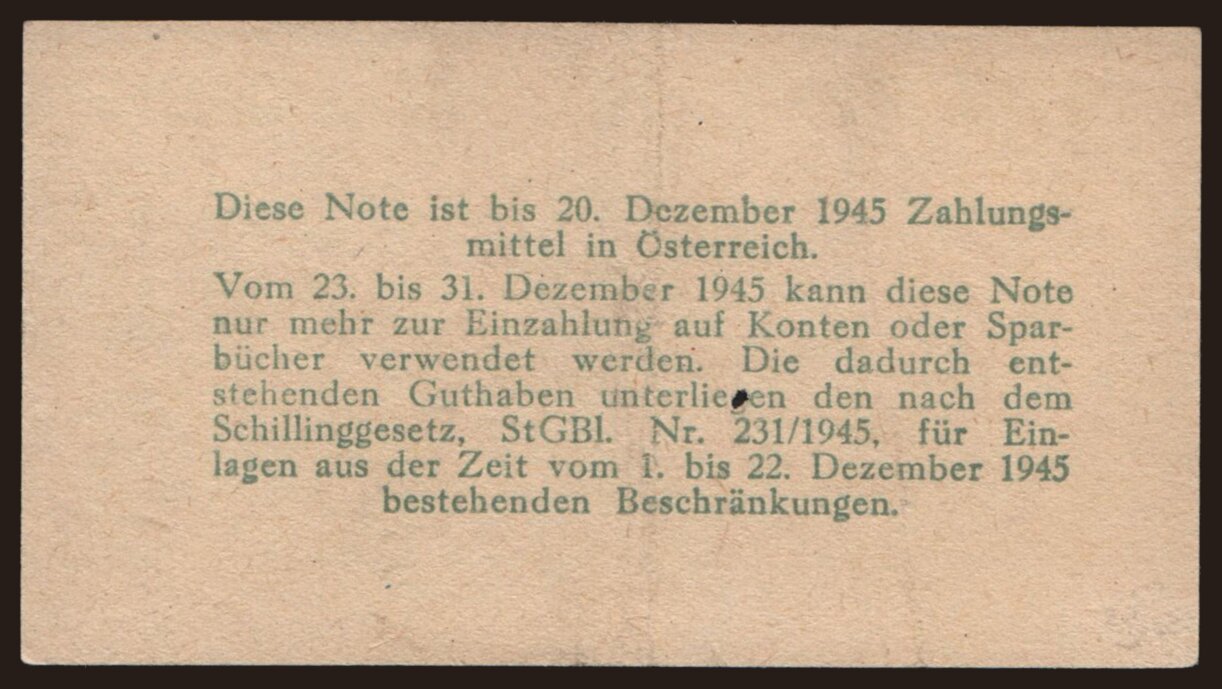 Diese Note ist bis 20. Dezember 1945 Zahlungs-
mittel in Österreich.
Vom 23. bis 31. Dezember 1945 kann diese Note
nur mehr zur Einzahlung auf Konten oder Spar-
bücher verwendet werden. Die dadurch ent-
stehenden Guthaben unterliegen den nach dem
Schillinggesetz, StGBl. Nr. 231/1945, für Ein-
lagen aus der Zeit vom 1. bis 22. Dezember 1945
bestehenden Beschränkungen.